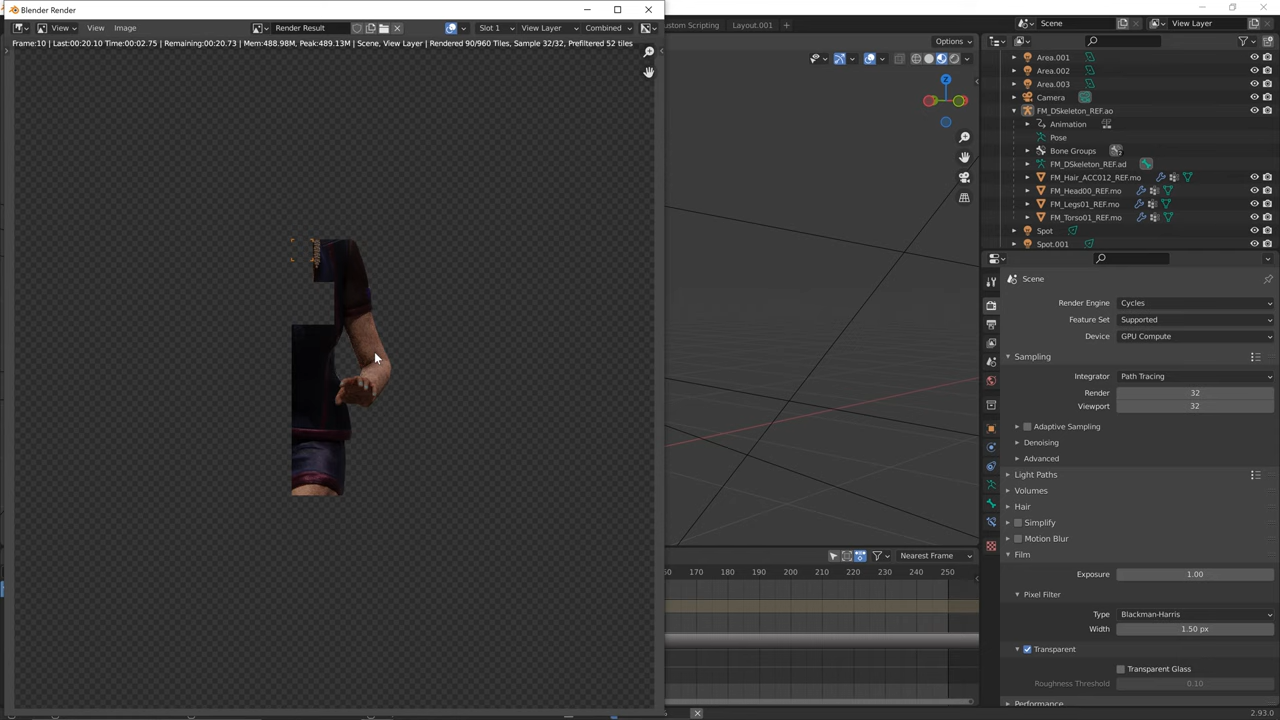 Blender Render
View
View
Image
Render Result
Slot 1
View Layer
Combined
Frame:10 | Last:00:20.10 Time:00:02.75 | Remaining:00:20.73 | Mem:488.98M, Peak:489.13M | Scene, View Layer | Rendered 90/960 Tiles, Sample 32/32, Prefiltered 52 tiles
Custom Scripting
Layout.001
+
Options
Z
Scene
View Layer
Area.001
Area.002
Area.003
Camera
FM_DSkeleton_REF.ao
Animation
Pose
Bone Groups
FM_DSkeleton_REF.ad
FM_Hair_ACC012_REF.mo
FM_Head00_REF.mo
FM_Legs01_REF.mo
FM_Torso01_REF.mo
Spot
Spot.001
Scene
Render Engine
Cycles
Feature Set
Supported
Device
GPU Compute
Sampling
Integrator
Path Tracing
Render
32
Viewport
32
Adaptive Sampling
Denoising
Advanced
Light Paths
Volumes
Hair
Simplify
Motion Blur
Film
Exposure
1.00
Pixel Filter
Type
Blackman-Harris
Width
1.50 px
Transparent
Transparent Glass
Roughness Threshold
0.10
Performance
Nearest Frame
170 180 190 200 210 220 230 240 250
2.93.0